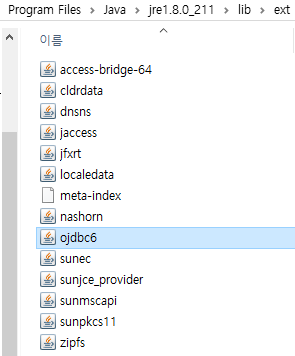 Program Files > Java > jre1.8.0_211 > lib > ext
이름
access-bridge-64
cldrdata
dnsns
jaccess
jfxrt
localedata
meta-index
nashorn
ojdbc6
sunec
sunjce_provider
sunmscapi
sunpkcs11
zipfs